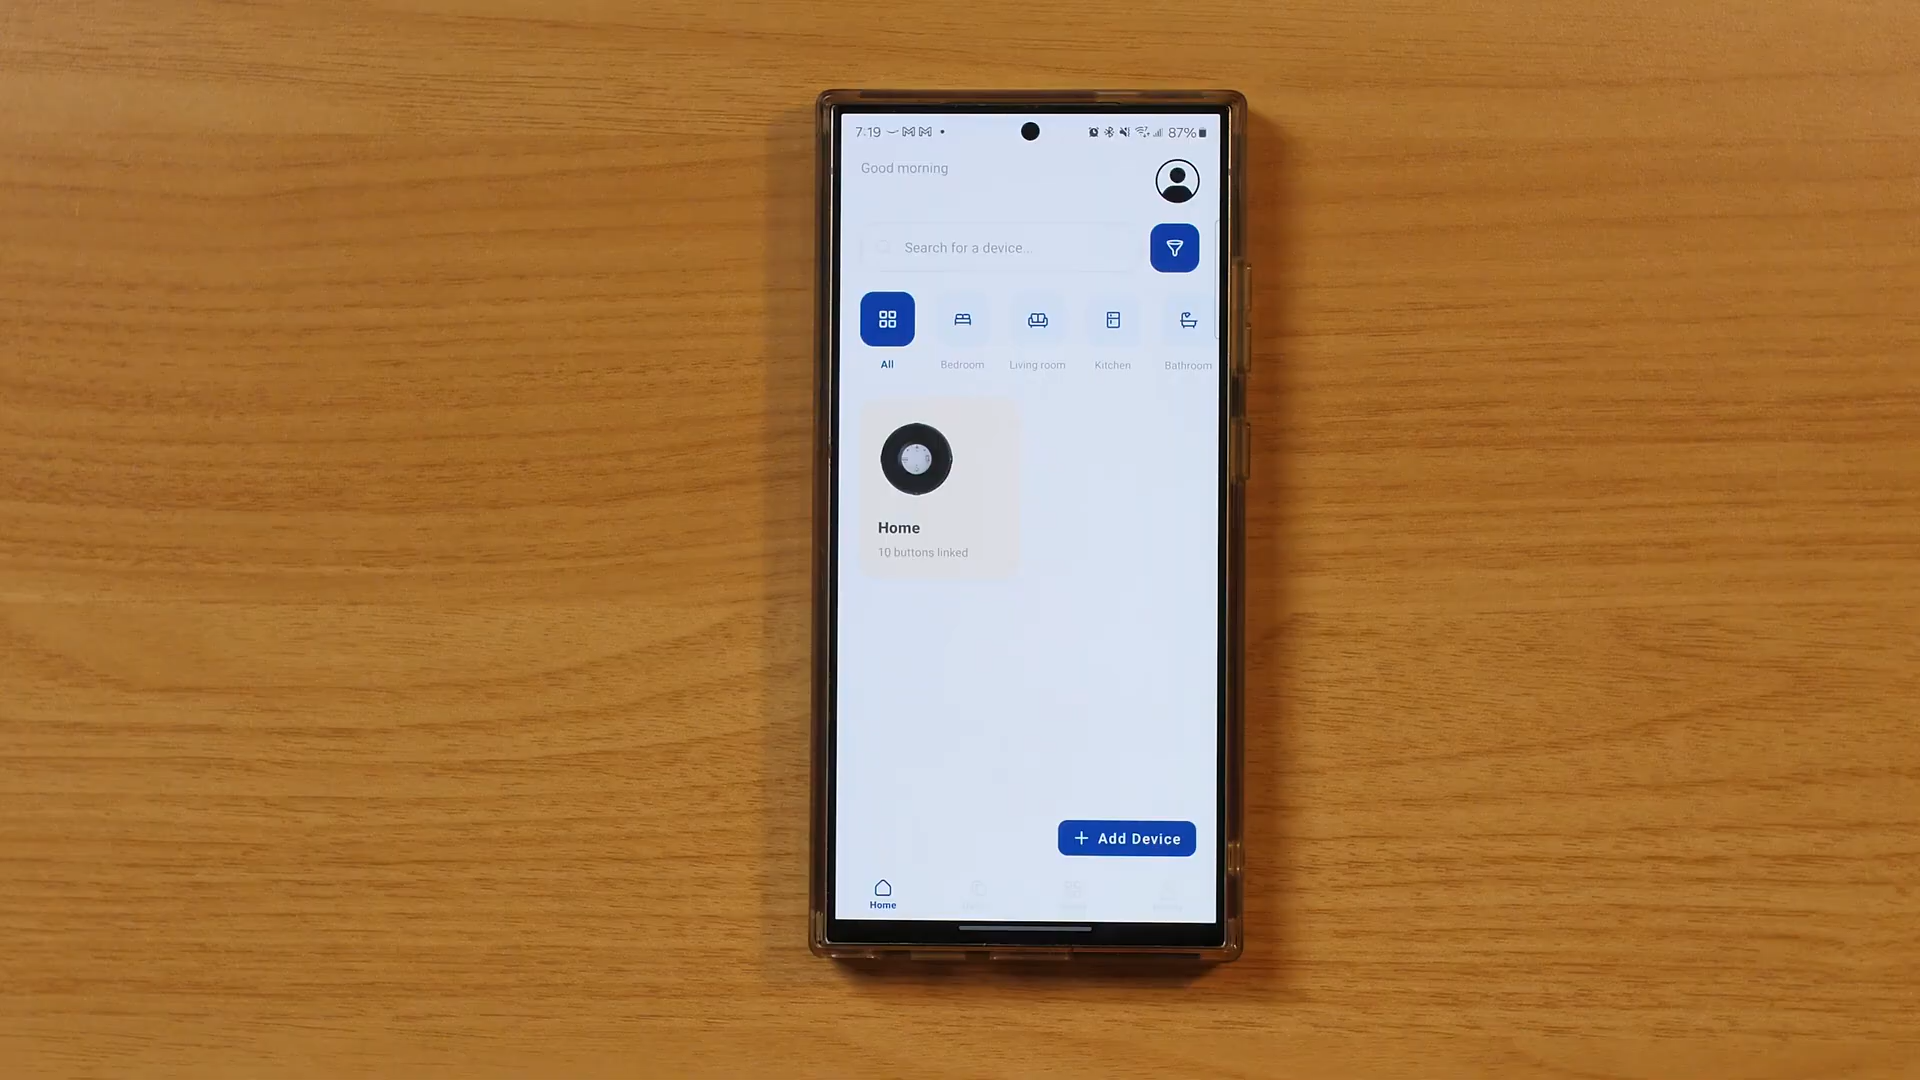 7:19
87%
Good morning
Search for a device...
All
Bedroom
Living room
Kitchen
Bathroom
Home
10 buttons linked
+ Add Device
Home